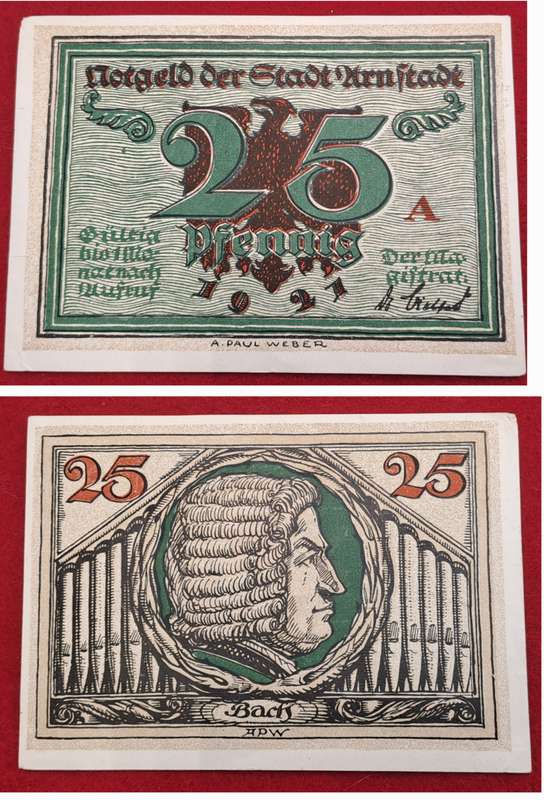 Notgeld der Stadt Arnstadt
25
A
Pfennig
Gültig
bis 1 Mo-
nat nach
Aufruf
Der Ma-
gistrat:
1921
A. PAUL WEBER
25
25
Bach
APW